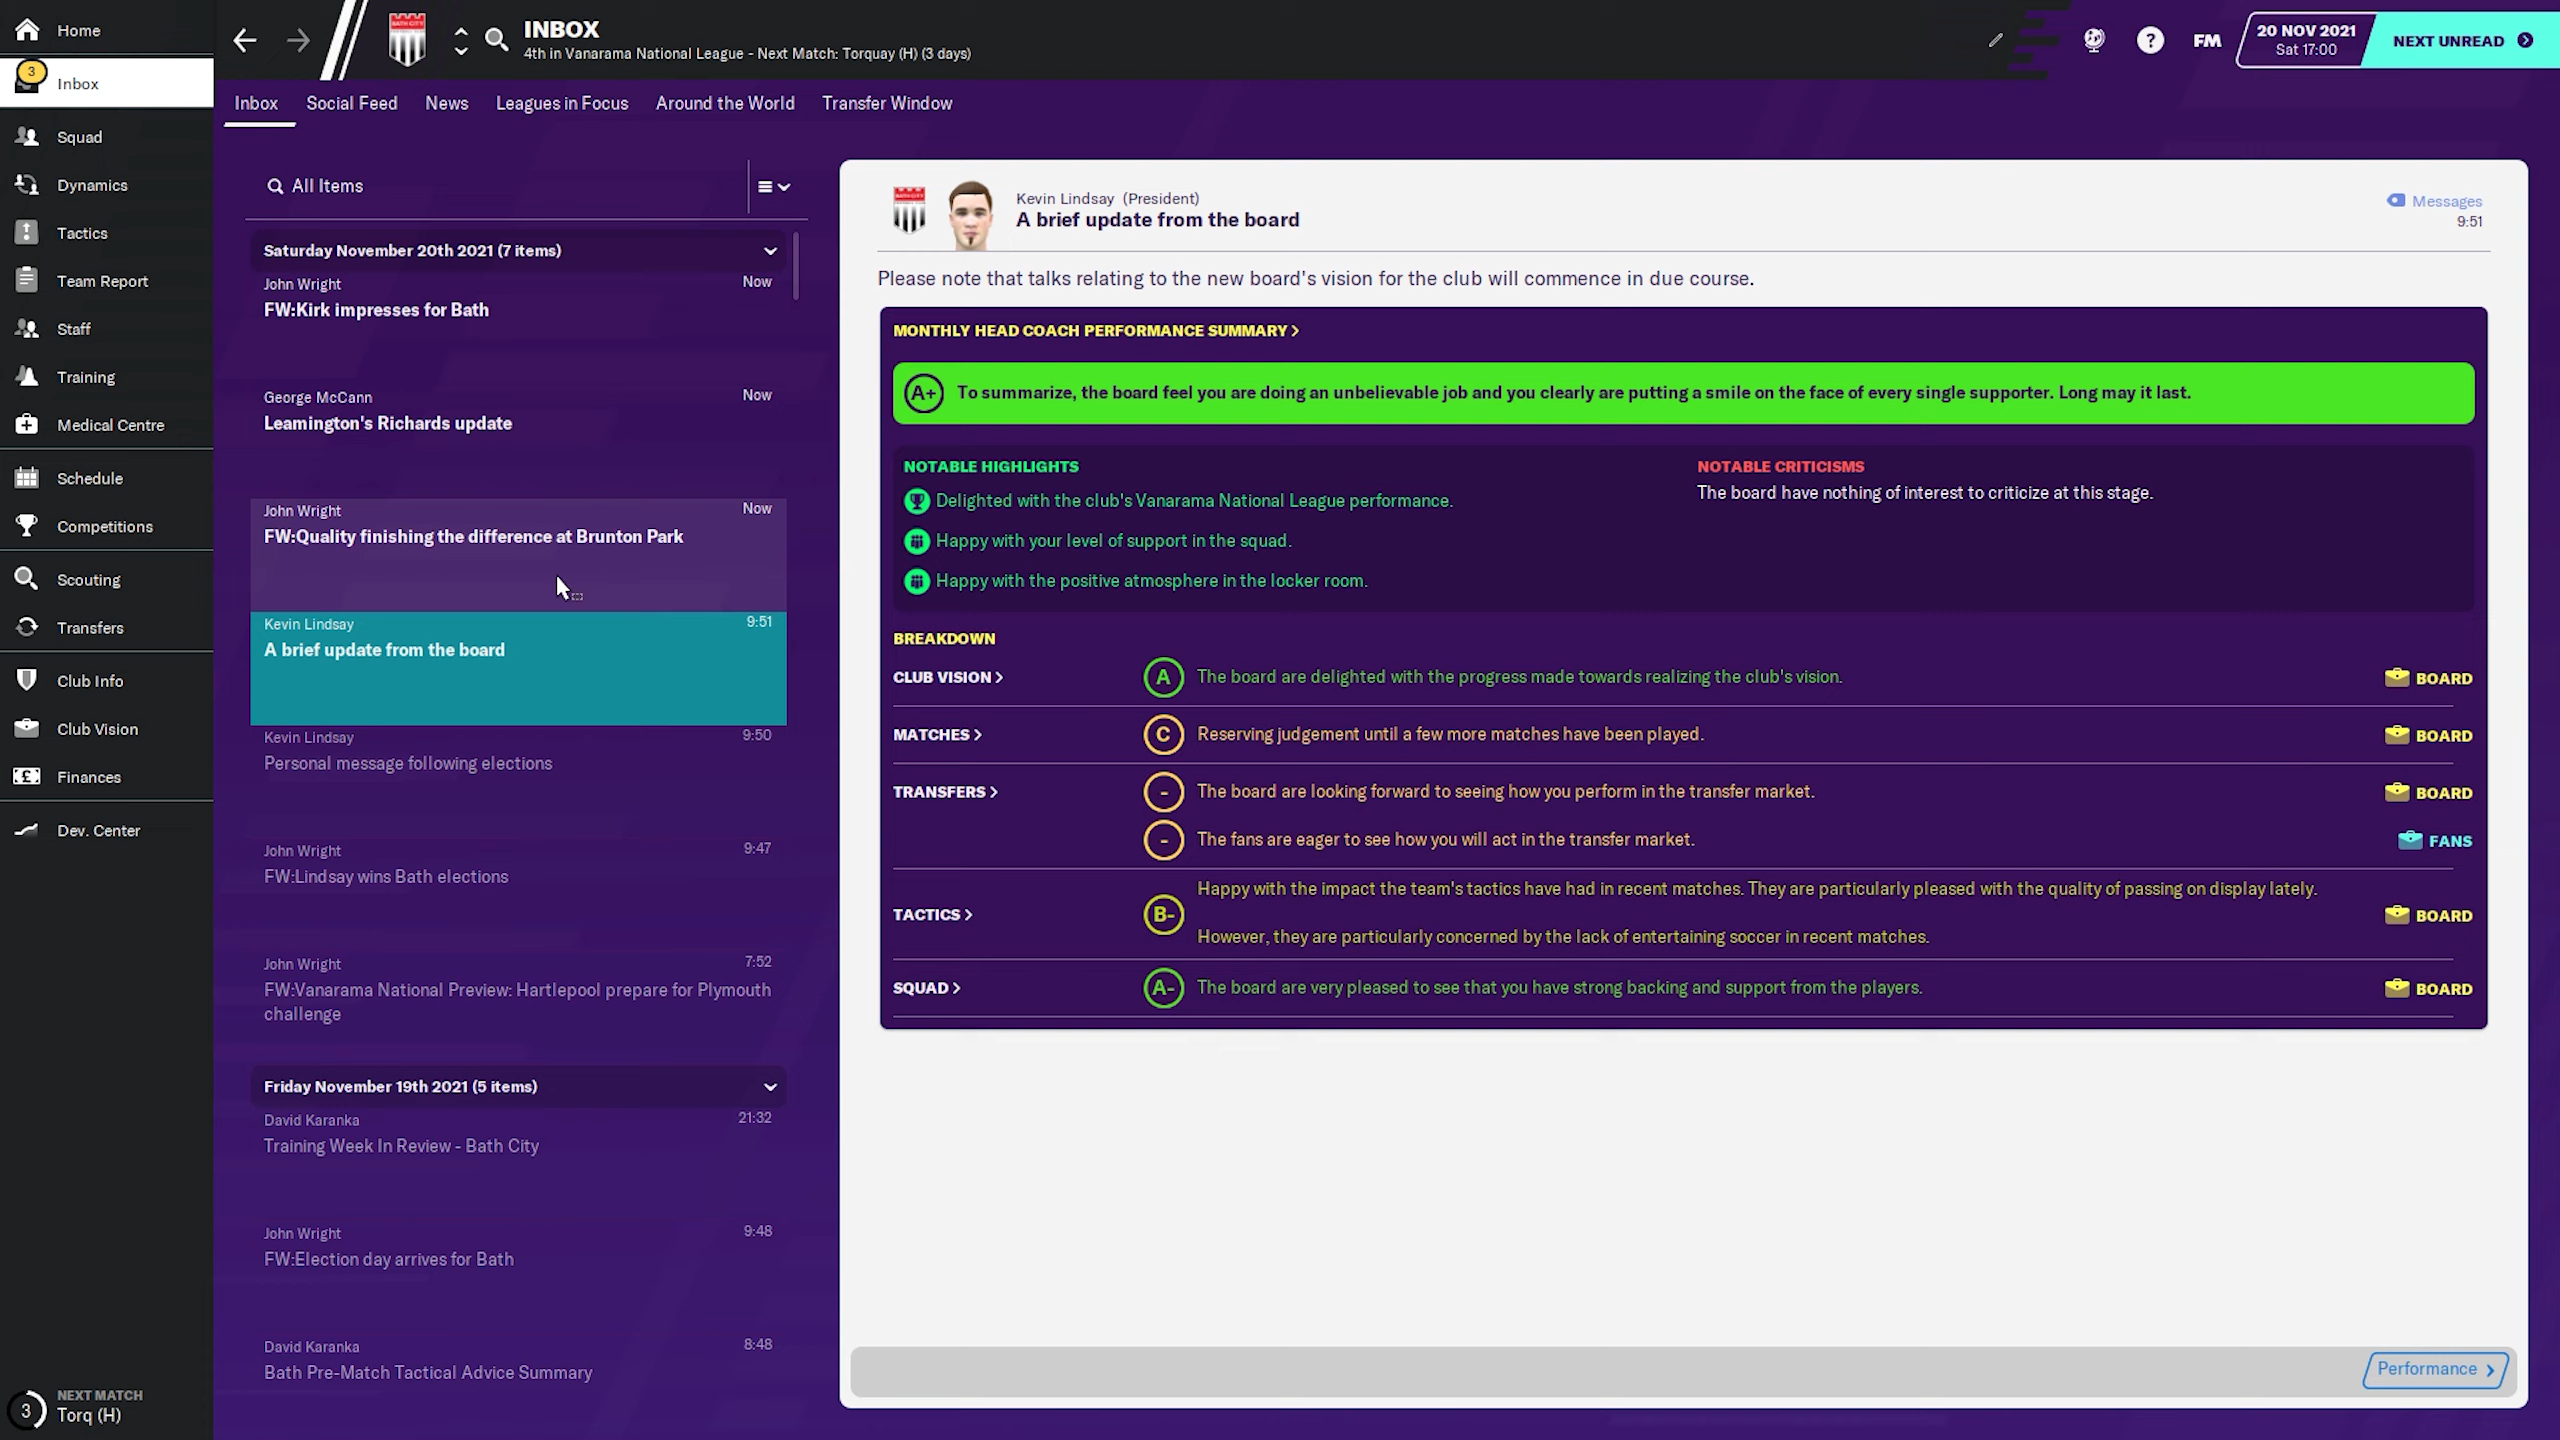 Home
3
Inbox
Squad
Dynamics
Tactics
Team Report
Staff
Training
Medical Centre
Schedule
Competitions
Scouting
Transfers
Club Info
Club Vision
Finances
Dev. Center
3
NEXT MATCH
Torq (H)
BATH CITY
INBOX
4th in Vanarama National League - Next Match: Torquay (H) (3 days)
?
FM
20 NOV 2021
Sat 17:00
NEXT UNREAD
Inbox Social Feed News Leagues in Focus Around the World Transfer Window
All Items
Saturday November 20th 2021 (7 items)
John Wright Now
FW:Kirk impresses for Bath
George McCann Now
Leamington's Richards update
John Wright Now
FW:Quality finishing the difference at Brunton Park
Kevin Lindsay 9:51
A brief update from the board
Kevin Lindsay 9:50
Personal message following elections
John Wright 9:47
FW:Lindsay wins Bath elections
John Wright 7:52
FW:Vanarama National Preview: Hartlepool prepare for Plymouth
challenge
Friday November 19th 2021 (5 items)
David Karanka 21:32
Training Week In Review - Bath City
John Wright 9:48
FW:Election day arrives for Bath
David Karanka 8:48
Bath Pre-Match Tactical Advice Summary
BATH CITY
Kevin Lindsay (President)
A brief update from the board
Messages
9:51
Please note that talks relating to the new board's vision for the club will commence in due course.
MONTHLY HEAD COACH PERFORMANCE SUMMARY >
A+ To summarize, the board feel you are doing an unbelievable job and you clearly are putting a smile on the face of every single supporter. Long may it last.
NOTABLE HIGHLIGHTS
Delighted with the club's Vanarama National League performance.
Happy with your level of support in the squad.
Happy with the positive atmosphere in the locker room.
NOTABLE CRITICISMS
The board have nothing of interest to criticize at this stage.
BREAKDOWN
CLUB VISION > A The board are delighted with the progress made towards realizing the club's vision. BOARD
MATCHES > C Reserving judgement until a few more matches have been played. BOARD
TRANSFERS > - The board are looking forward to seeing how you perform in the transfer market. BOARD
- The fans are eager to see how you will act in the transfer market. FANS
TACTICS > B- Happy with the impact the team's tactics have had in recent matches. They are particularly pleased with the quality of passing on display lately. BOARD
However, they are particularly concerned by the lack of entertaining soccer in recent matches.
SQUAD > A- The board are very pleased to see that you have strong backing and support from the players. BOARD
Performance >